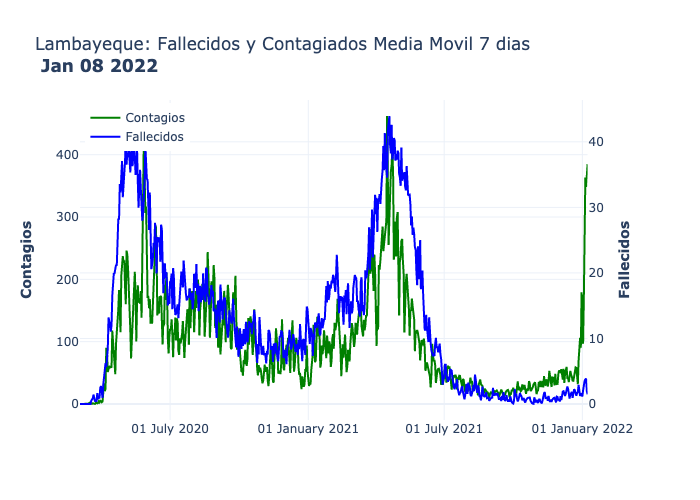 Lambayeque: Fallecidos y Contagiados Media Movil 7 dias
Jan 08 2022
Contagios
Fallecidos
400
300
200
100
0
Contagios
40
30
20
10
0
Fallecidos
01 July 2020
01 January 2021
01 July 2021
01 January 2022